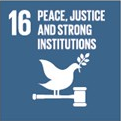 16 PEACE, JUSTICE
AND STRONG
INSTITUTIONS